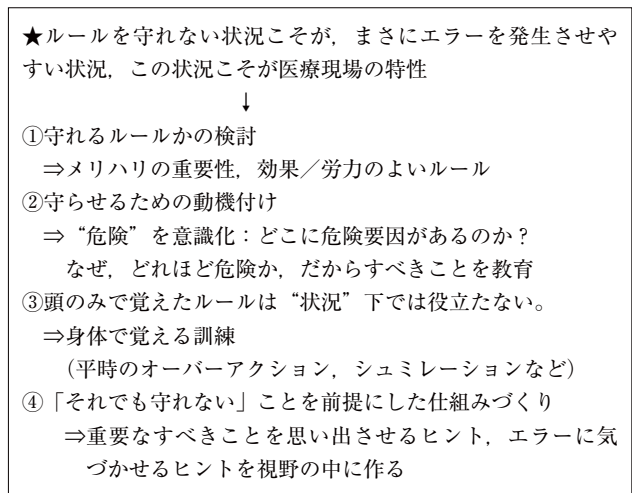 ★ルールを守れない状況こそが，まさにエラーを発生させや
すい状況，この状況こそが医療現場の特性
↓
①守れるルールかの検討
⇒メリハリの重要性，効果／労力のよいルール
②守らせるための動機付け
⇒“危険”を意識化：どこに危険要因があるのか？
なぜ，どれほど危険か，だからすべきことを教育
③頭のみで覚えたルールは“状況”下では役立たない。
⇒身体で覚える訓練
（平時のオーバーアクション，シュミレーションなど）
④「それでも守れない」ことを前提にした仕組みづくり
⇒重要なすべきことを思い出させるヒント，エラーに気
づかせるヒントを視野の中に作る